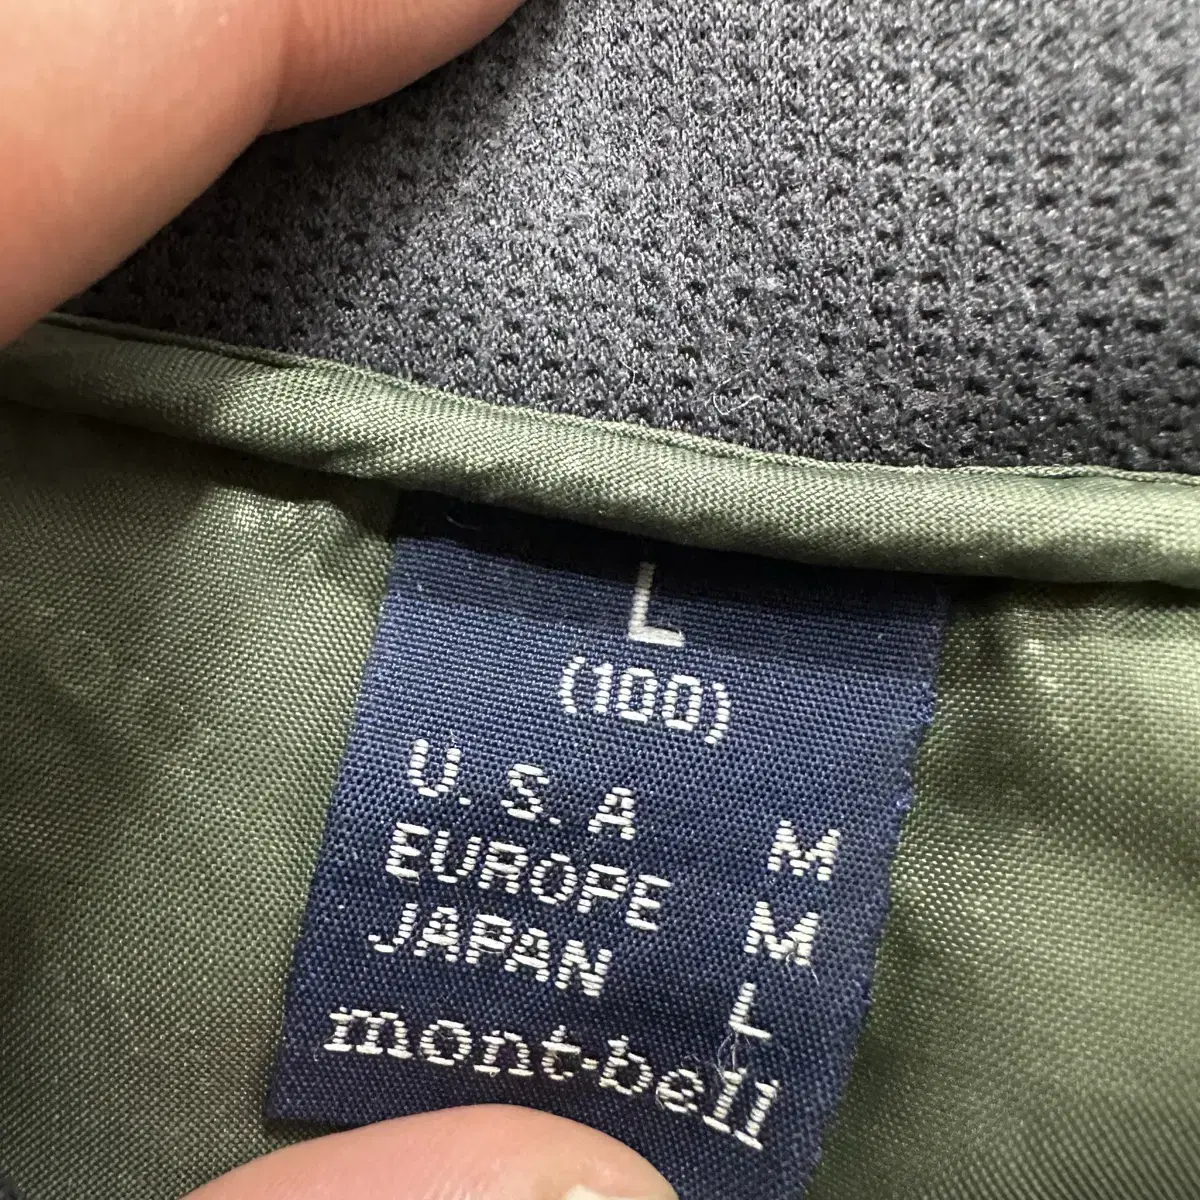 L
(100)
U.S.A M
EUROPE M
JAPAN L
mont-bell